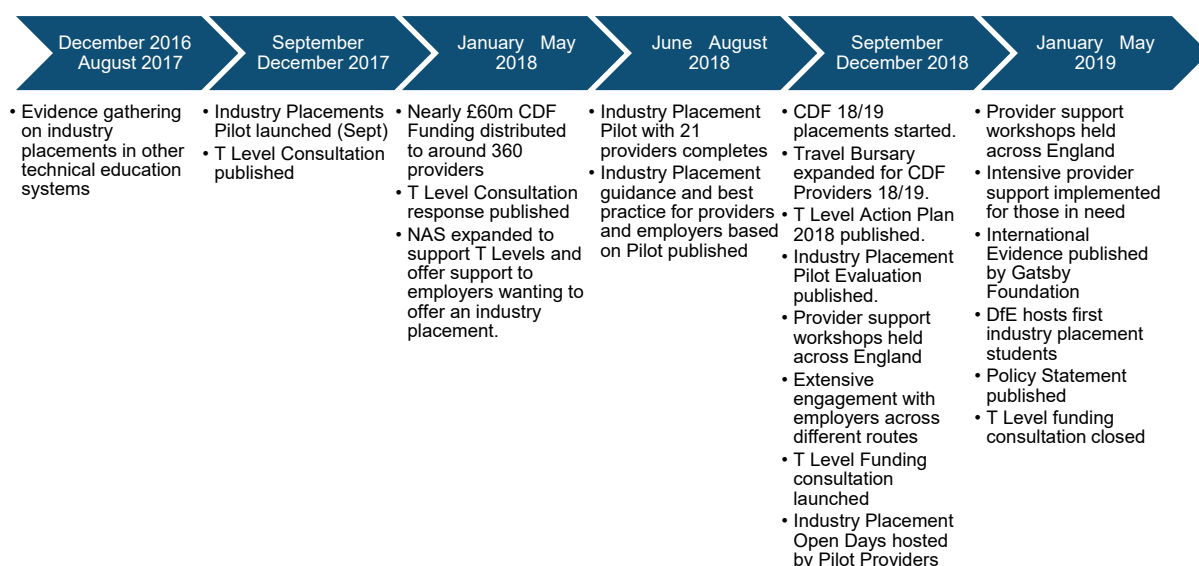 December 2016
August 2017
September
December 2017
January May
2018
June August
2018
September
December 2018
January May
2019
• Evidence gathering
on industry
placements in other
technical education
systems
• Industry Placements
Pilot launched (Sept)
• T Level Consultation
published
• Nearly £60m CDF
Funding distributed
to around 360
providers
• T Level Consultation
response published
• NAS expanded to
support T Levels and
offer support to
employers wanting to
offer an industry
placement.
• Industry Placement
Pilot with 21
providers completes
• Industry Placement
guidance and best
practice for providers
and employers based
on Pilot published
• CDF 18/19
placements started.
• Travel Bursary
expanded for CDF
Providers 18/19.
• T Level Action Plan
2018 published.
• Industry Placement
Pilot Evaluation
published.
• Provider support
workshops held
across England
• Extensive
engagement with
employers across
different routes
• T Level Funding
consultation
launched
• Industry Placement
Open Days hosted
by Pilot Providers
• Provider support
workshops held
across England
• Intensive provider
support implemented
for those in need
• International
Evidence published
by Gatsby
Foundation
• DfE hosts first
industry placement
students
• Policy Statement
published
• T Level funding
consultation closed